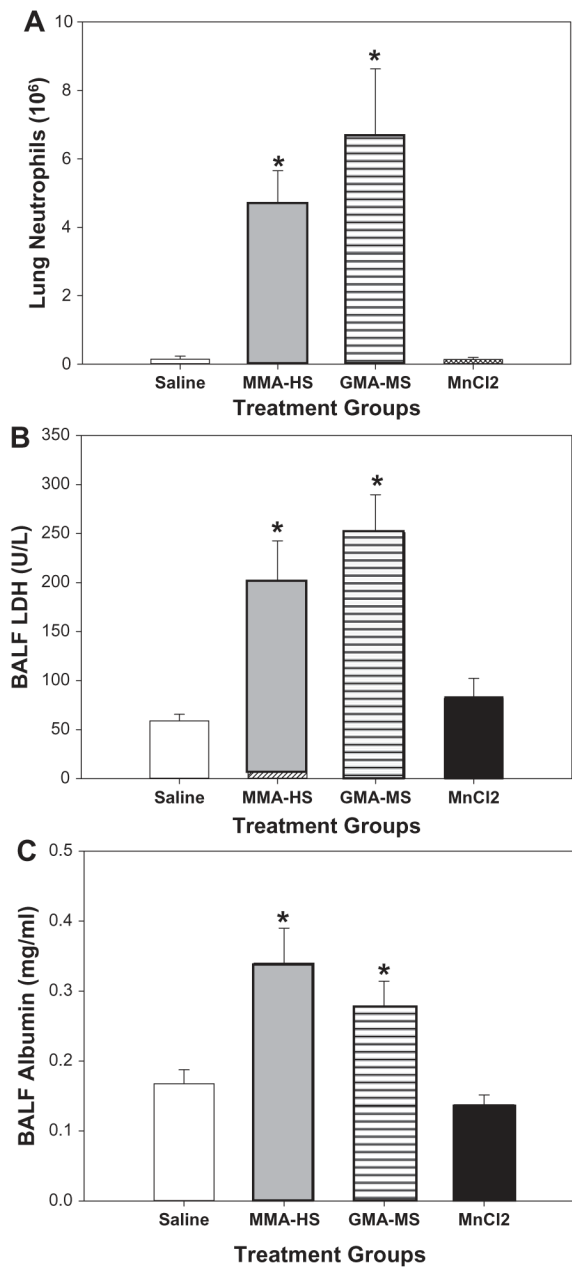 A
Lung Neutrophils (10⁶)
10
8
6
4
2
0
*
*
Saline
MMA-HS
GMA-MS
MnCl2
Treatment Groups
B
BALF LDH (U/L)
350
300
250
200
150
100
50
0
*
*
Saline
MMA-HS
GMA-MS
MnCl2
Treatment Groups
C
BALF Albumin (mg/ml)
0.5
0.4
0.3
0.2
0.1
0.0
*
*
Saline
MMA-HS
GMA-MS
MnCl2
Treatment Groups